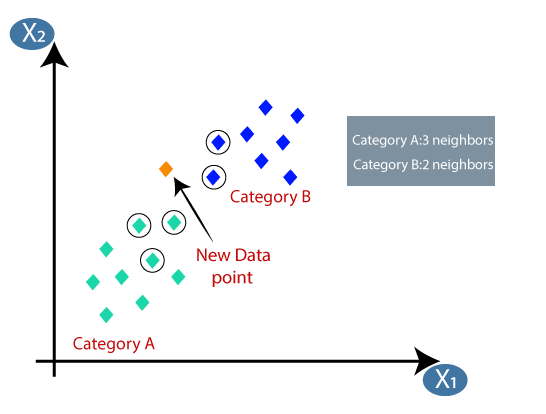 X2
Category A:3 neighbors
Category B:2 neighbors
Category B
New Data
point
Category A
X1